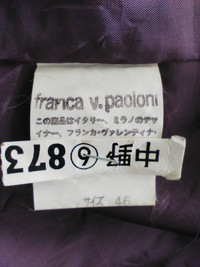 franca v. paoloni
この商品はイタリー、ミラノのデザ
イナー、フランカ・ヴァレンティナ・
中野⑥873
サイズ 46